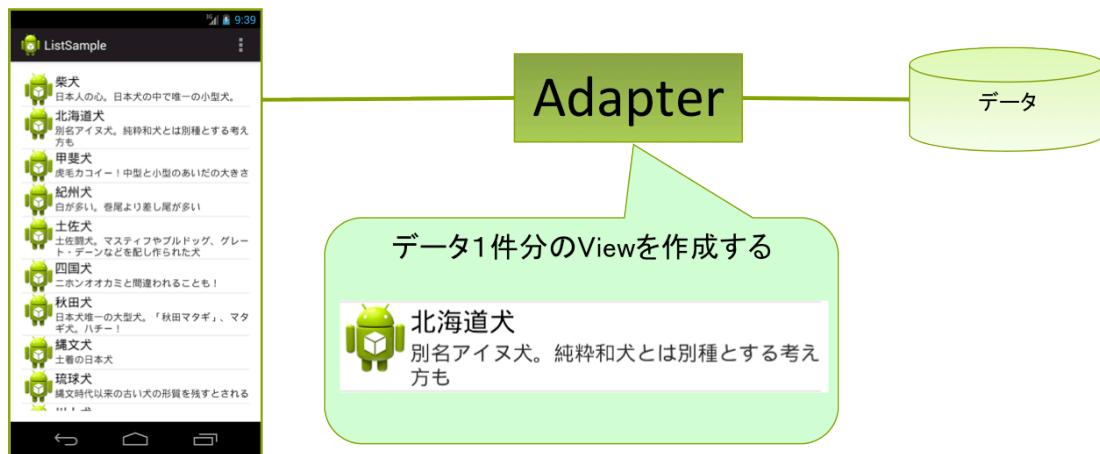 3G 9:39
ListSample
柴犬
日本人の心。日本犬の中で唯一の小型犬。
北海道犬
別名アイヌ犬。純粋和犬とは別種とする考え
方も
甲斐犬
虎毛カコイー！中型と小型のあいだの大きさ
紀州犬
白が多い。巻尾より差し尾が多い
土佐犬
土佐闘犬。マスティフやブルドッグ、グレー
ト・デーンなどを配し作られた犬
四国犬
ニホンオオカミと間違われることも！
秋田犬
日本犬唯一の大型犬。「秋田マタギ」、マタ
ギ犬。ハチー！
縄文犬
土着の日本犬
琉球犬
縄文時代以来の古い犬の形質を残すとされる
Adapter
データ
データ１件分のViewを作成する
北海道犬
別名アイヌ犬。純粋和犬とは別種とする考え
方も